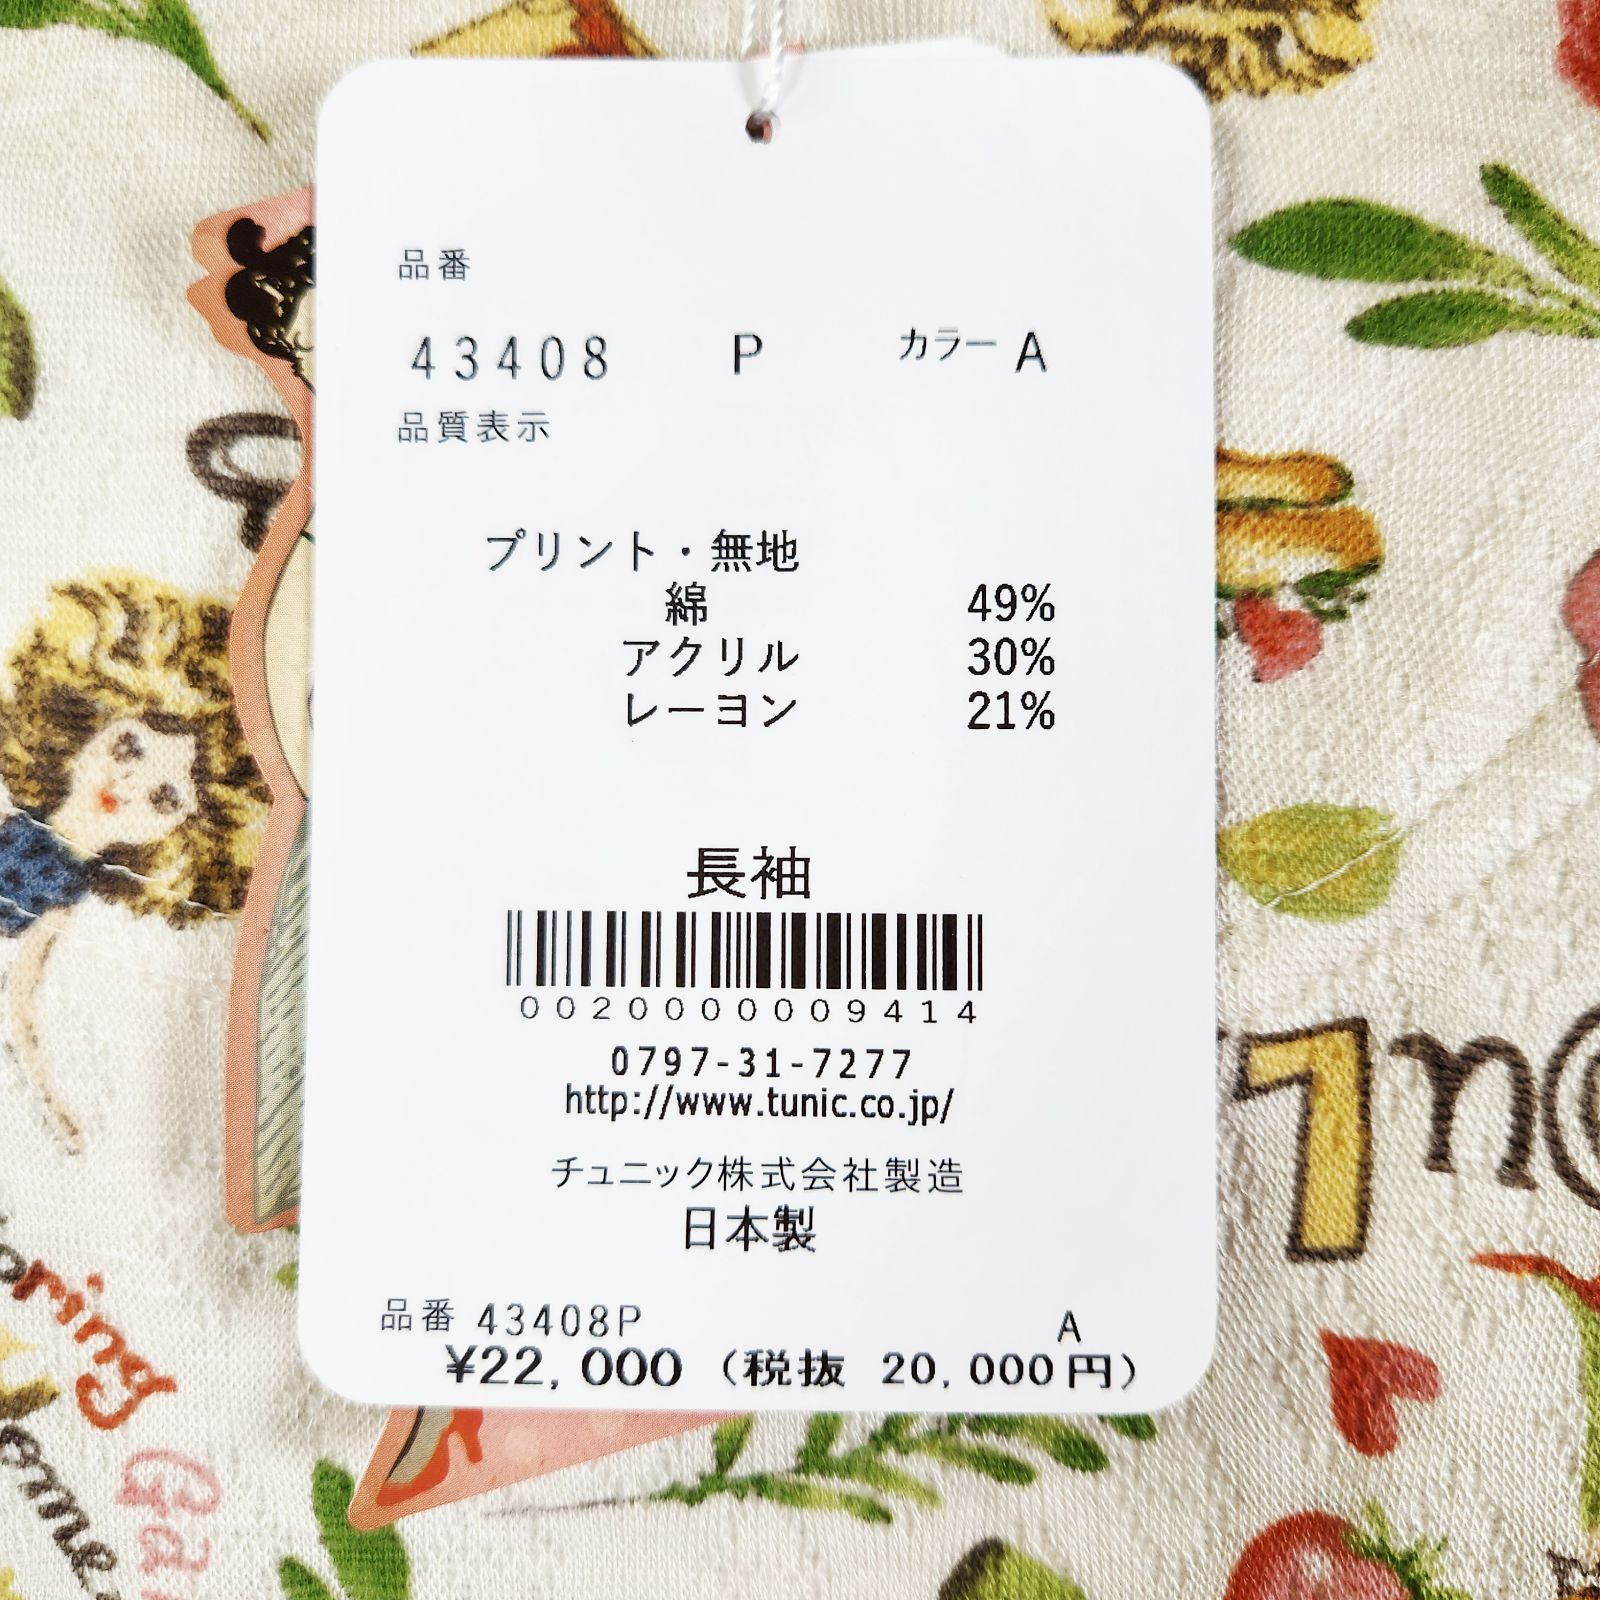 品番
43408 P カラー A
品質表示
プリント・無地
綿 49%
アクリル 30%
レーヨン 21%
長袖
0020000009414
0797-31-7277
http://www.tunic.co.jp/
チュニック株式会社製造
日本製
品番 43408P A
¥22,000 (税抜 20,000円)
ring